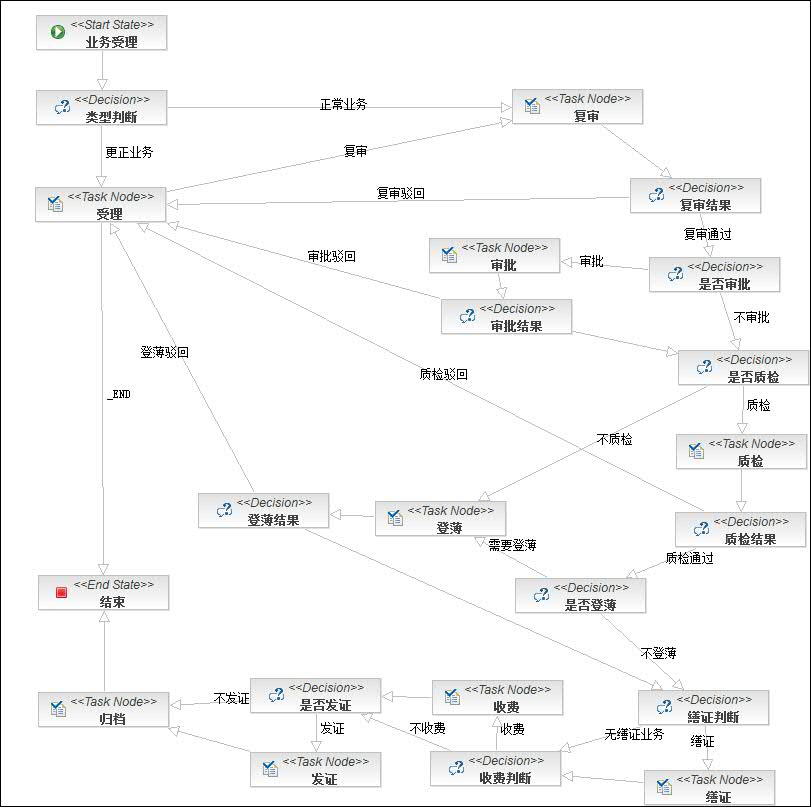 <<Start State>>
业务受理
<<Decision>>
类型判断
正常业务
<<Task Node>>
复审
更正业务
复审
<<Task Node>>
受理
复审驳回
<<Decision>>
复审结果
复审通过
<<Task Node>>
审批
审批驳回
审批
<<Decision>>
是否审批
<<Decision>>
审批结果
不审批
登薄驳回
<<Decision>>
是否质检
质检驳回
_END
质检
不质检
<<Task Node>>
质检
<<Decision>>
登薄结果
<<Task Node>>
登薄
<<Decision>>
质检结果
需要登薄
质检通过
<<End State>>
结束
<<Decision>>
是否登薄
不登薄
<<Task Node>>
归档
不发证
<<Decision>>
是否发证
<<Task Node>>
收费
<<Decision>>
缮证判断
发证
不收费
收费
无缮证业务
缮证
<<Task Node>>
发证
<<Decision>>
收费判断
<<Task Node>>
缮证